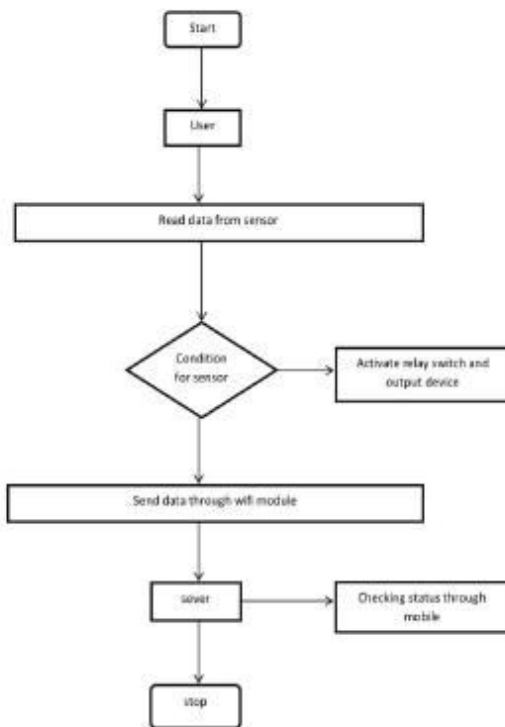 Start
User
Read data from sensor
Condition
for sensor
Activate relay switch and
output device
Send data through wifi module
sever
Checking status through
mobile
stop